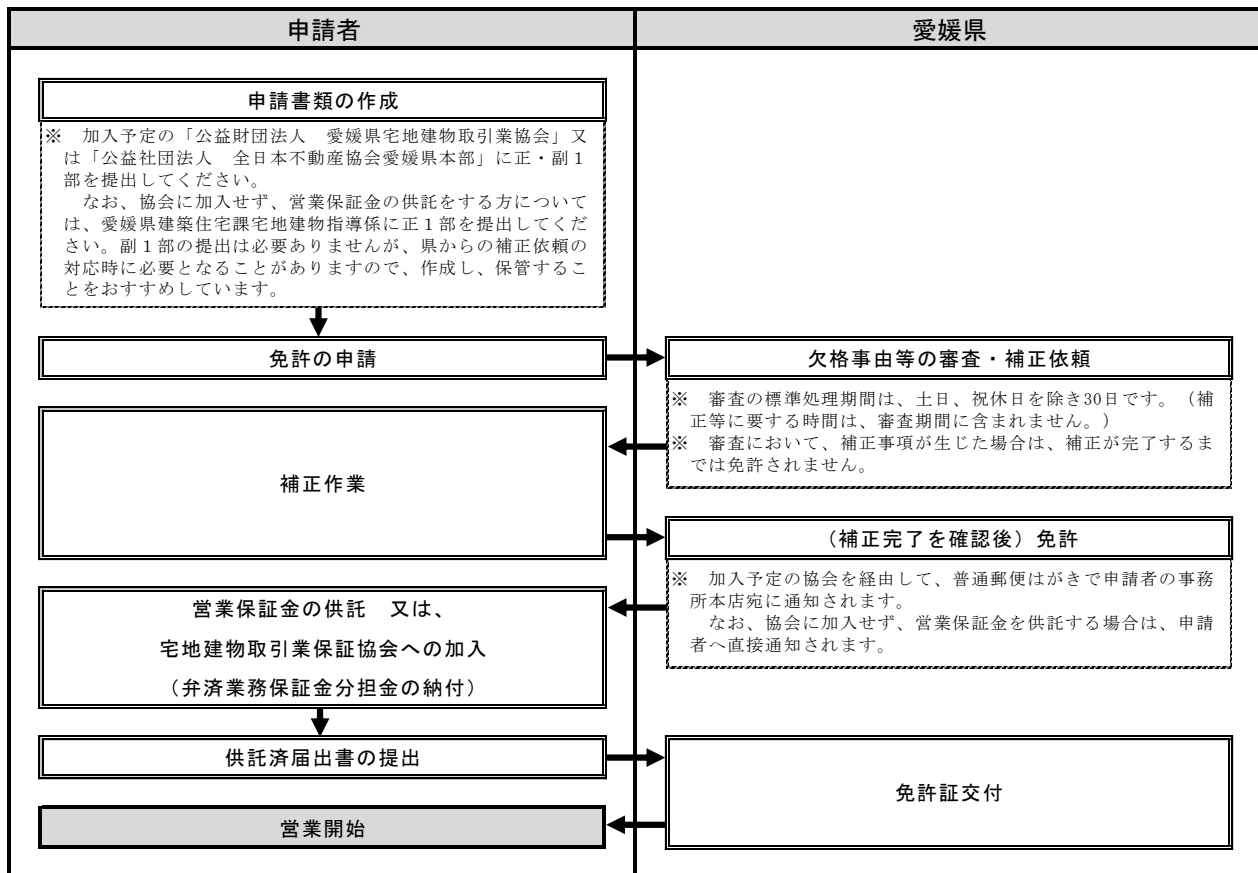 申請者
愛媛県
申請書類の作成
※　加入予定の「公益財団法人　愛媛県宅地建物取引業協会」又
は「公益社団法人　全日本不動産協会愛媛県本部」に正・副１
部を提出してください。
なお、協会に加入せず、営業保証金の供託をする方について
は、愛媛県建築住宅課宅地建物指導係に正１部を提出してくだ
さい。副１部の提出は必要ありませんが、県からの補正依頼の
対応時に必要となることがありますので、作成し、保管するこ
とをおすすめしています。
免許の申請
欠格事由等の審査・補正依頼
※　審査の標準処理期間は、土日、祝休日を除き30日です。（補
正等に要する時間は、審査期間に含まれません。）
※　審査において、補正事項が生じた場合は、補正が完了するま
では免許されません。
補正作業
（補正完了を確認後）免許
※　加入予定の協会を経由して、普通郵便はがきで申請者の事務
所本店宛に通知されます。
なお、協会に加入せず、営業保証金を供託する場合は、申請
者へ直接通知されます。
営業保証金の供託　又は、
宅地建物取引業保証協会への加入
（弁済業務保証金分担金の納付）
供託済届出書の提出
免許証交付
営業開始